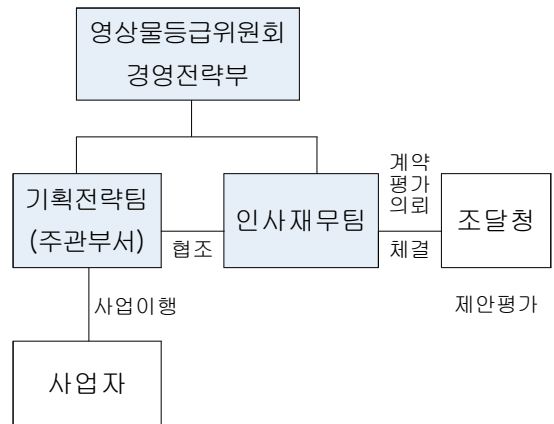 영상물등급위원회
경영전략부
기획전략팀
(주관부서)
협조
인사재무팀
계약
평가
의뢰
체결
조달청
사업이행
제안평가
사업자